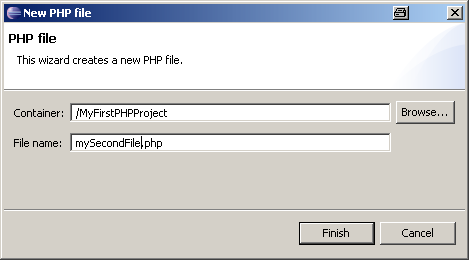 New PHP file
PHP file
This wizard creates a new PHP file.
Container: /MyFirstPHPProject Browse...
File name: mySecondFile.php
Finish Cancel